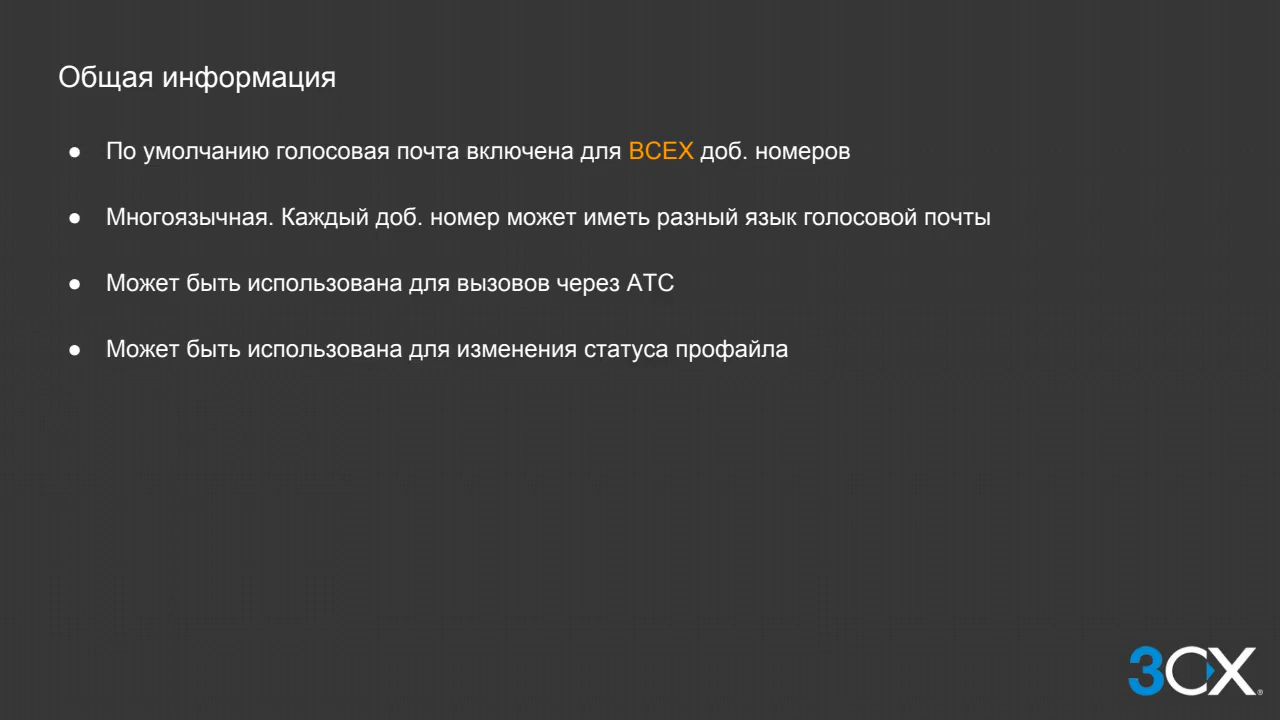 Общая информация
● По умолчанию голосовая почта включена для ВСЕХ доб. номеров
● Многоязычная. Каждый доб. номер может иметь разный язык голосовой почты
● Может быть использована для вызовов через АТС
● Может быть использована для изменения статуса профайла
3CX®